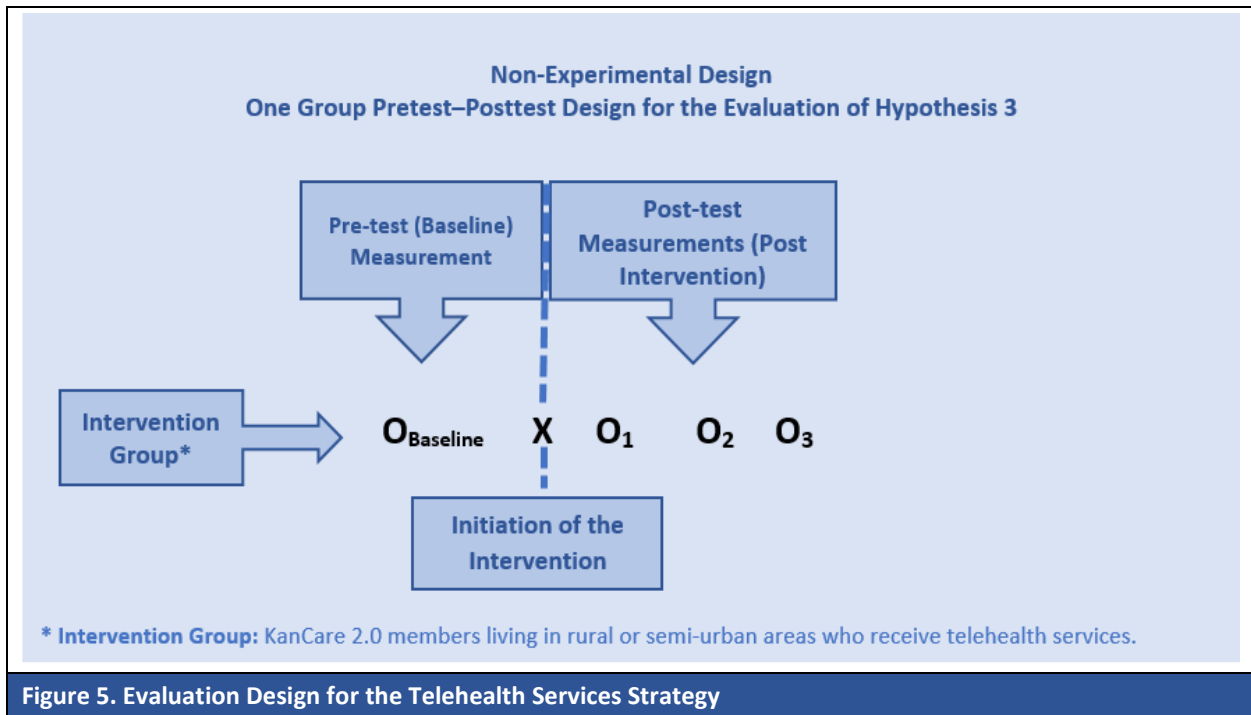 Non-Experimental Design
One Group Pretest–Posttest Design for the Evaluation of Hypothesis 3
Pre-test (Baseline)
Measurement
Post-test
Measurements (Post
Intervention)
Intervention
Group*
O Baseline X O1 O2 O3
Initiation of the
Intervention
* Intervention Group: KanCare 2.0 members living in rural or semi-urban areas who receive telehealth services.
Figure 5. Evaluation Design for the Telehealth Services Strategy